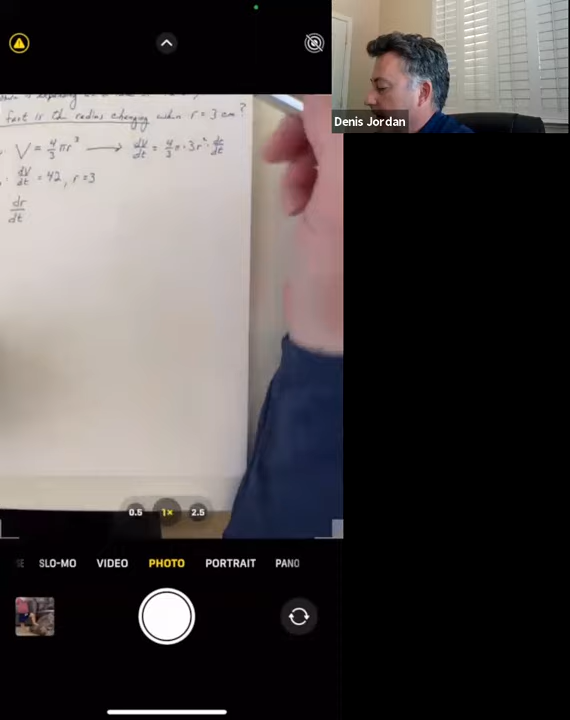 Denis Jordan
fast is the radius changing when r = 3 cm?
V = 4/3 πr³ ⟶ dV/dt = 4/3 π · 3r² · dr/dt
dV/dt = 42, r = 3
dr/dt
0.5 1× 2.5
SLO-MO VIDEO PHOTO PORTRAIT PANO